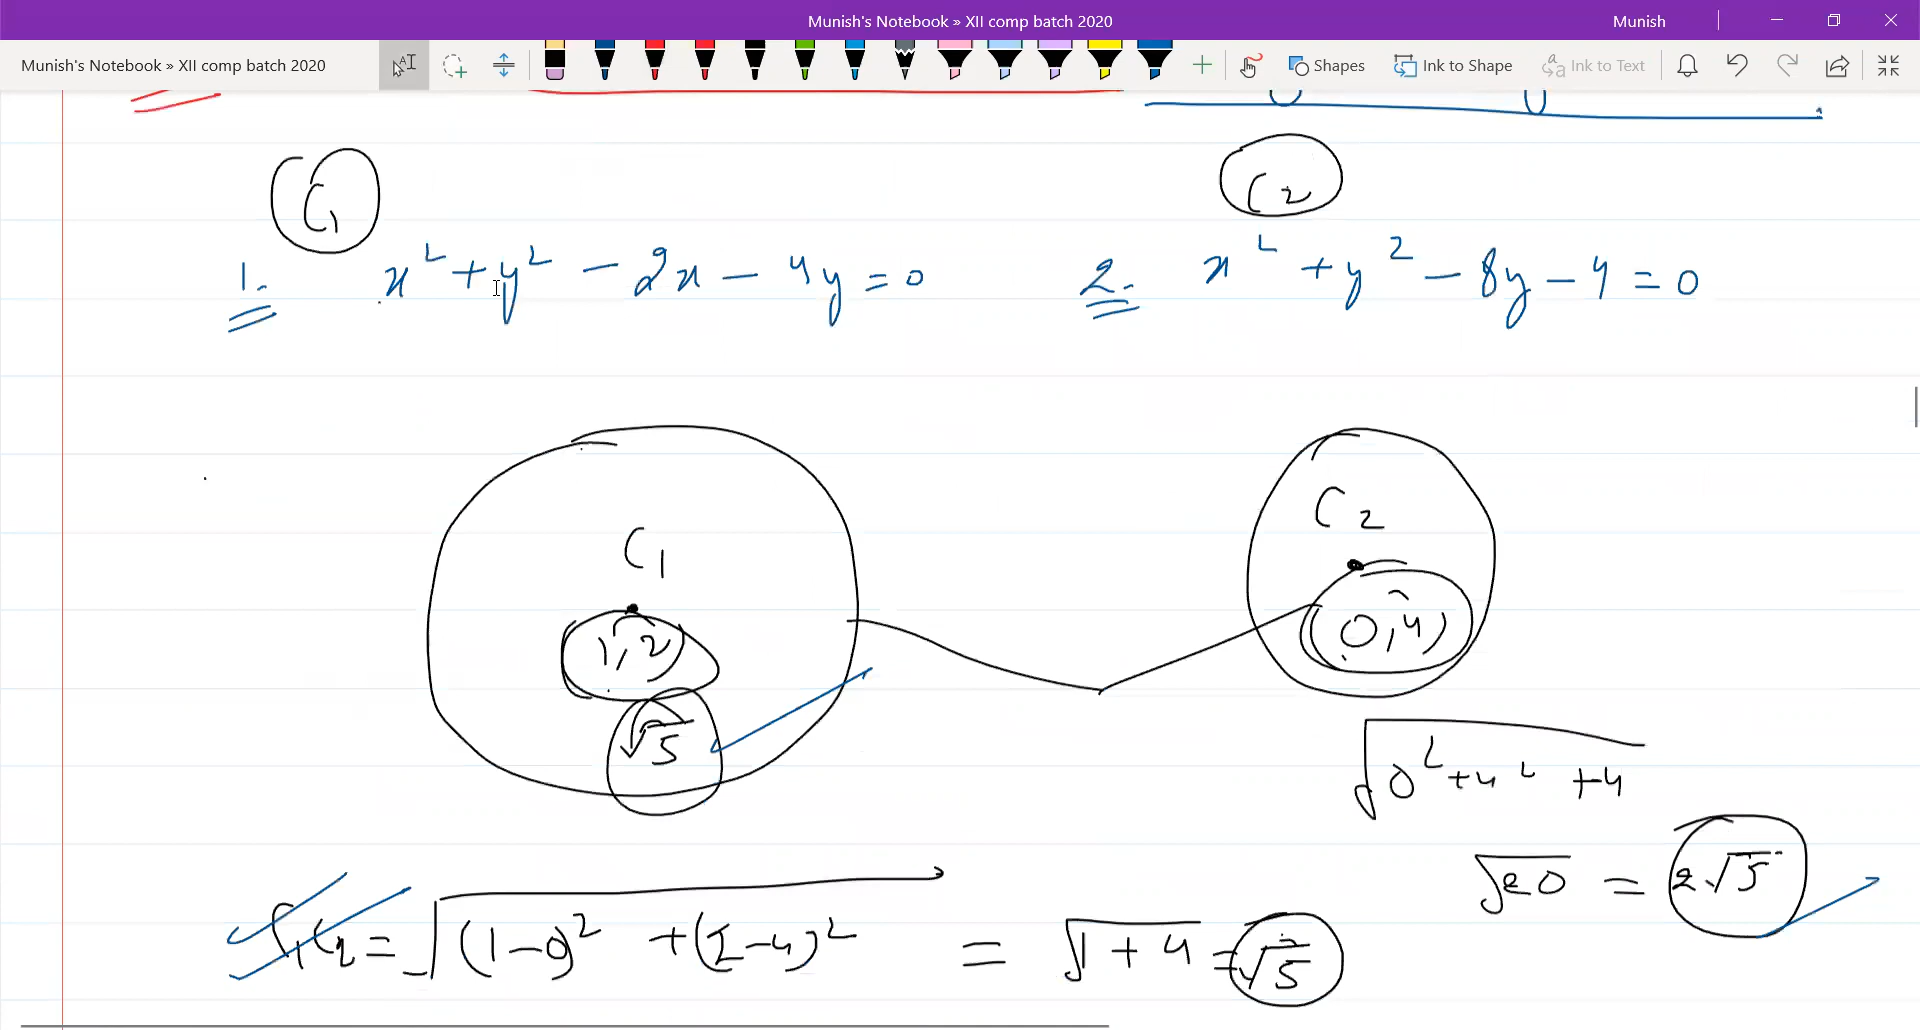 Munish's Notebook » XII comp batch 2020
Munish
Munish's Notebook » XII comp batch 2020
Shapes
Ink to Shape
Ink to Text
C₁
C₂
1. x² + y² - 2x - 4y = 0
2. x² + y² - 8y - 4 = 0
C₁
C₂
1, 2
(0, 4)
√5
√0² + 4² + 4
√20 = 2√5
C₁C₂ = √(1-0)² + (2-4)² = √1 + 4 = √5